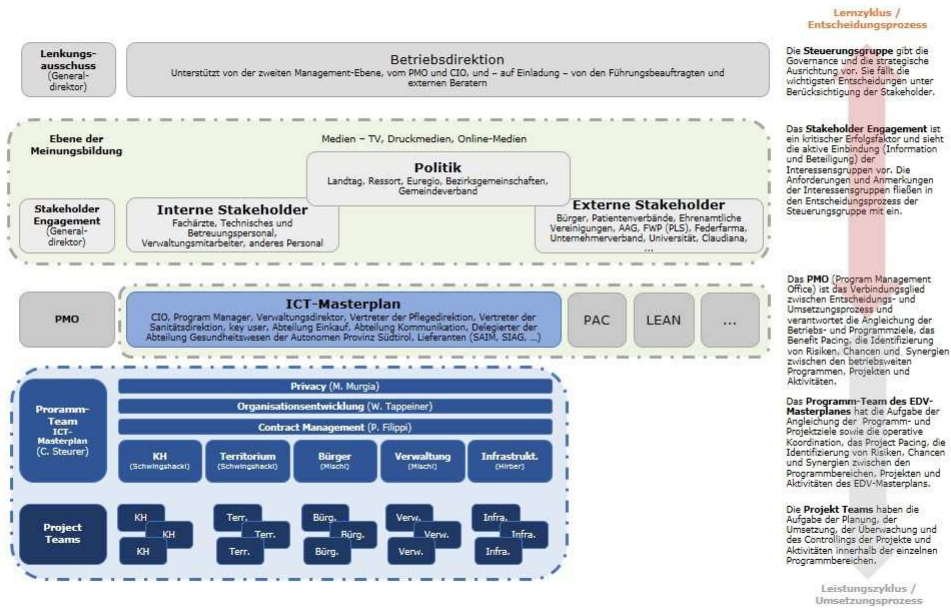 Lernzyklus /
Entscheidungsprozess
Lenkungs-
ausschuss
(General-
direktor)
Betriebsdirektion
Unterstützt von der zweiten Management-Ebene, vom PMO und CIO, und – auf Einladung – von den Führungsbeauftragten und
externen Beratern
Die Steuerungsgruppe gibt die
Governance und die strategische
Ausrichtung vor. Sie fällt die
wichtigsten Entscheidungen unter
Berücksichtigung der Stakeholder.
Ebene der
Meinungsbildung
Medien – TV, Druckmedien, Online-Medien
Politik
Landtag, Ressort, Euregio, Bezirksgemeinschaften,
Gemeindeverband
Stakeholder
Engagement
(General-
direktor)
Interne Stakeholder
Fachärzte, Technisches und
Betreuungspersonal,
Verwaltungsmitarbeiter, anderes Personal
Externe Stakeholder
Bürger, Patientenverbände, Ehrenamtliche
Vereinigungen, AAG, FWP (PLS), Federfarma,
Unternehmerverband, Universität, Claudiana,
...
Das Stakeholder Engagement ist
ein kritischer Erfolgsfaktor und sieht
die aktive Einbindung (Information
und Beteiligung) der
Interessensgruppen vor. Die
Anforderungen und Anmerkungen
der Interessensgruppen fließen in
den Entscheidungsprozess der
Steuerungsgruppe mit ein.
PMO
ICT-Masterplan
CIO, Program Manager, Verwaltungsdirektor, Vertreter der Pflegedirektion, Vertreter der
Sanitätsdirektion, key user, Abteilung Einkauf, Abteilung Kommunikation, Delegierter der
Abteilung Gesundheitswesen der Autonomen Provinz Südtirol, Lieferanten (SAIM, SIAG, ...)
PAC
LEAN
...
Das PMO (Program Management
Office) ist das Verbindungsglied
zwischen Entscheidungs- und
Umsetzungsprozess und
verantwortet die Angleichung der
Betriebs- und Programmziele, das
Benefit Pacing, die Identifizierung
von Risiken, Chancen und Synergien
zwischen den betriebsweiten
Programmen, Projekten und
Aktivitäten.
Proramm-
Team
ICT-
Masterplan
(C. Steurer)
Privacy (M. Murgia)
Organisationsentwicklung (W. Tappeiner)
Contract Management (P. Filippi)
KH
(Schwingshackl)
Territorium
(Schwingshackl)
Bürger
(Mischì)
Verwaltung
(Mischì)
Infrastrukt.
(Hirber)
Das Programm-Team des EDV-
Masterplanes hat die Aufgabe der
Angleichung der Programm- und
Projektziele sowie die operative
Koordination, das Project Pacing, die
Identifizierung von Risiken, Chancen
und Synergien zwischen den
Programmbereichen, Projekten und
Aktivitäten des EDV-Masterplans.
Project
Teams
KH
KH
KH
Terr.
Terr.
Terr.
Bürg.
Bürg.
Bürg.
Verw.
Verw.
Verw.
Infra.
Infra.
Infra.
Die Projekt Teams haben die
Aufgabe der Planung, der
Umsetzung, der Überwachung und
des Controllings der Projekte und
Aktivitäten innerhalb der einzelnen
Programmbereichen.
Leistungszyklus /
Umsetzungsprozess